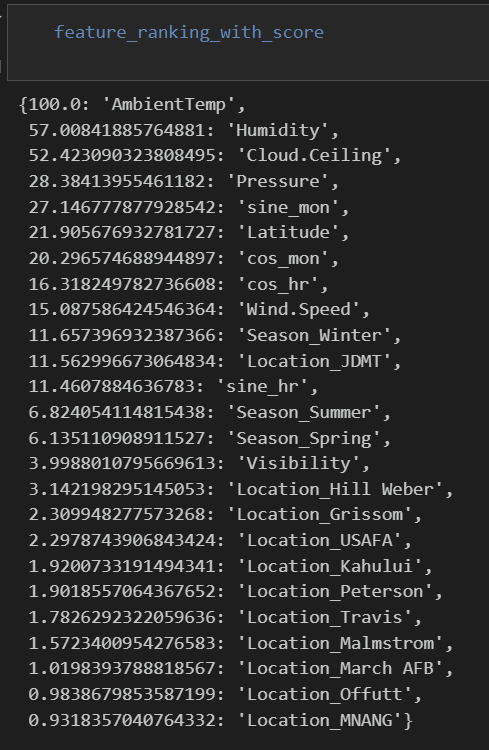 feature_ranking_with_score
{100.0: 'AmbientTemp',
57.00841885764881: 'Humidity',
52.423090323808495: 'Cloud.Ceiling',
28.38413955461182: 'Pressure',
27.146777877928542: 'sine_mon',
21.905676932781727: 'Latitude',
20.296574688944897: 'cos_mon',
16.318249782736608: 'cos_hr',
15.087586424546364: 'Wind.Speed',
11.657396932387366: 'Season_Winter',
11.562996673064834: 'Location_JDMT',
11.4607884636783: 'sine_hr',
6.824054114815438: 'Season_Summer',
6.135110908911527: 'Season_Spring',
3.9988010795669613: 'Visibility',
3.142198295145053: 'Location_Hill Weber',
2.309948277573268: 'Location_Grissom',
2.2978743906843424: 'Location_USAFA',
1.9200733191494341: 'Location_Kahului',
1.9018557064367652: 'Location_Peterson',
1.7826292322059636: 'Location_Travis',
1.5723400954276583: 'Location_Malmstrom',
1.0198393788818567: 'Location_March AFB',
0.9838679853587199: 'Location_Offutt',
0.9318357040764332: 'Location_MNANG'}